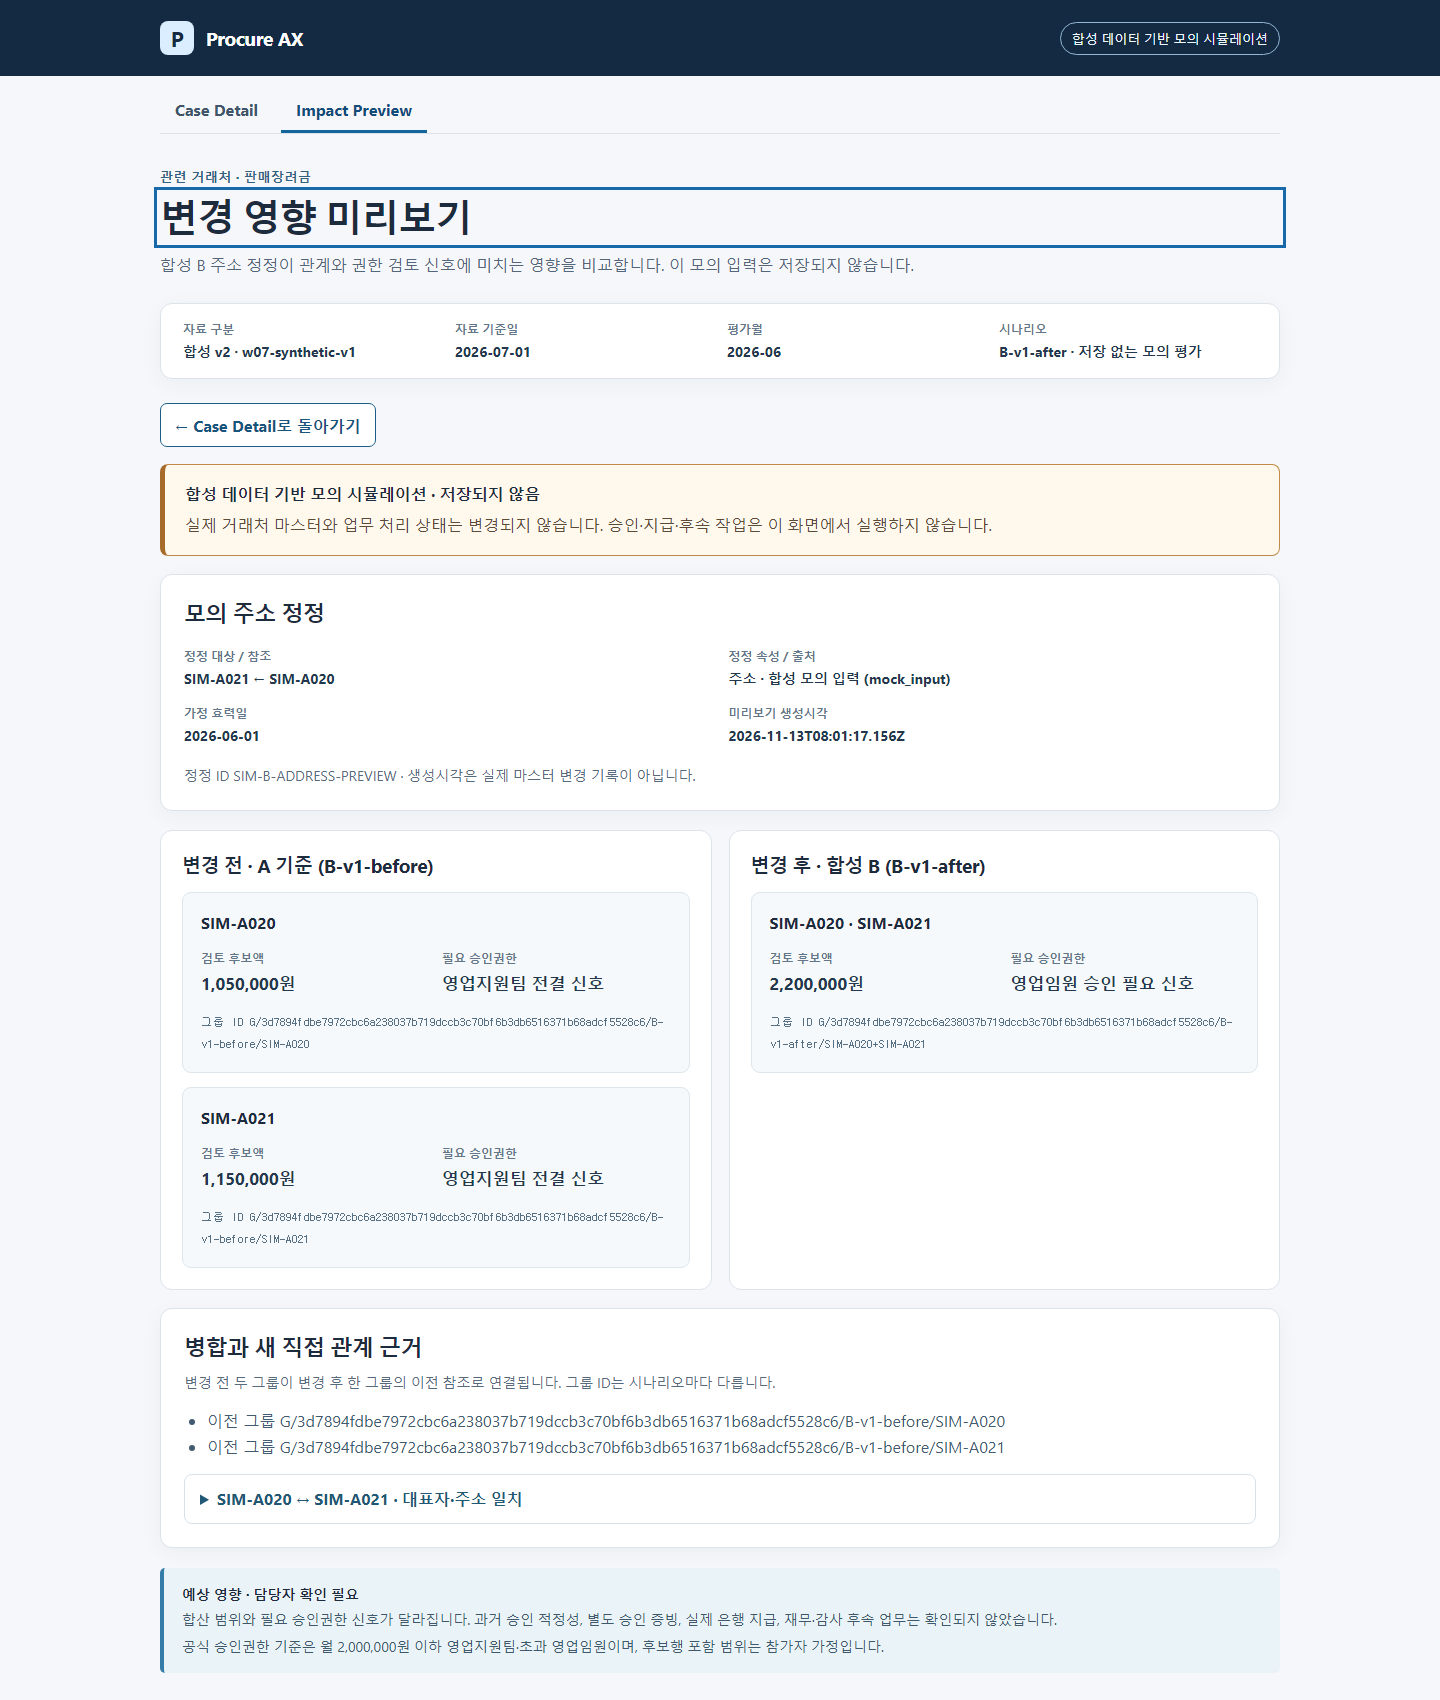 P Procure AX
합성 데이터 기반 모의 시뮬레이션
Case Detail Impact Preview
관련 거래처 · 판매장려금
변경 영향 미리보기
합성 B 주소 정정이 관계와 권한 검토 신호에 미치는 영향을 비교합니다. 이 모의 입력은 저장되지 않습니다.
자료 구분
합성 v2 · w07-synthetic-v1
자료 기준일
2026-07-01
평가월
2026-06
시나리오
B-v1-after · 저장 없는 모의 평가
← Case Detail로 돌아가기
합성 데이터 기반 모의 시뮬레이션 · 저장되지 않음
실제 거래처 마스터와 업무 처리 상태는 변경되지 않습니다. 승인·지급·후속 작업은 이 화면에서 실행하지 않습니다.
모의 주소 정정
정정 대상 / 참조
SIM-A021 ← SIM-A020
정정 속성 / 출처
주소 · 합성 모의 입력 (mock_input)
가정 효력일
2026-06-01
미리보기 생성시각
2026-11-13T08:01:17.156Z
정정 ID SIM-B-ADDRESS-PREVIEW · 생성시각은 실제 마스터 변경 기록이 아닙니다.
변경 전 · A 기준 (B-v1-before)
SIM-A020
검토 후보액
1,050,000원
필요 승인권한
영업지원팀 전결 신호
그룹 ID G/3d7894fdbe7972cbc6a238037b719dccb3c70bf6b3db6516371b68adcf5528c6/B-
v1-before/SIM-A020
SIM-A021
검토 후보액
1,150,000원
필요 승인권한
영업지원팀 전결 신호
그룹 ID G/3d7894fdbe7972cbc6a238037b719dccb3c70bf6b3db6516371b68adcf5528c6/B-
v1-before/SIM-A021
변경 후 · 합성 B (B-v1-after)
SIM-A020 · SIM-A021
검토 후보액
2,200,000원
필요 승인권한
영업임원 승인 필요 신호
그룹 ID G/3d7894fdbe7972cbc6a238037b719dccb3c70bf6b3db6516371b68adcf5528c6/B-
v1-after/SIM-A020+SIM-A021
병합과 새 직접 관계 근거
변경 전 두 그룹이 변경 후 한 그룹의 이전 참조로 연결됩니다. 그룹 ID는 시나리오마다 다릅니다.
• 이전 그룹 G/3d7894fdbe7972cbc6a238037b719dccb3c70bf6b3db6516371b68adcf5528c6/B-v1-before/SIM-A020
• 이전 그룹 G/3d7894fdbe7972cbc6a238037b719dccb3c70bf6b3db6516371b68adcf5528c6/B-v1-before/SIM-A021
▶ SIM-A020 ↔ SIM-A021 · 대표자·주소 일치
예상 영향 · 담당자 확인 필요
합산 범위와 필요 승인권한 신호가 달라집니다. 과거 승인 적정성, 별도 승인 증빙, 실제 은행 지급, 재무·감사 후속 업무는 확인되지 않았습니다.
공식 승인권한 기준은 월 2,000,000원 이하 영업지원팀·초과 영업임원이며, 후보행 포함 범위는 참가자 가정입니다.